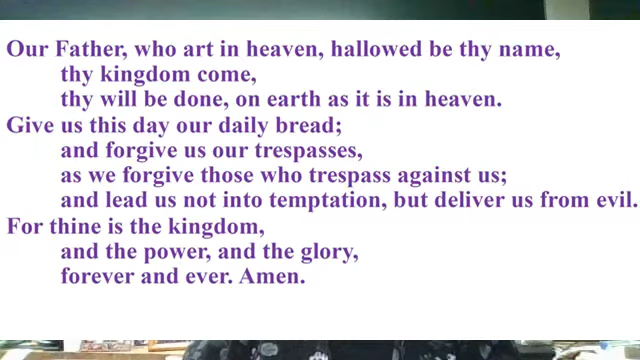 Our Father, who art in heaven, hallowed be thy name,
thy kingdom come,
thy will be done, on earth as it is in heaven.
Give us this day our daily bread;
and forgive us our trespasses,
as we forgive those who trespass against us;
and lead us not into temptation, but deliver us from evil.
For thine is the kingdom,
and the power, and the glory,
forever and ever. Amen.